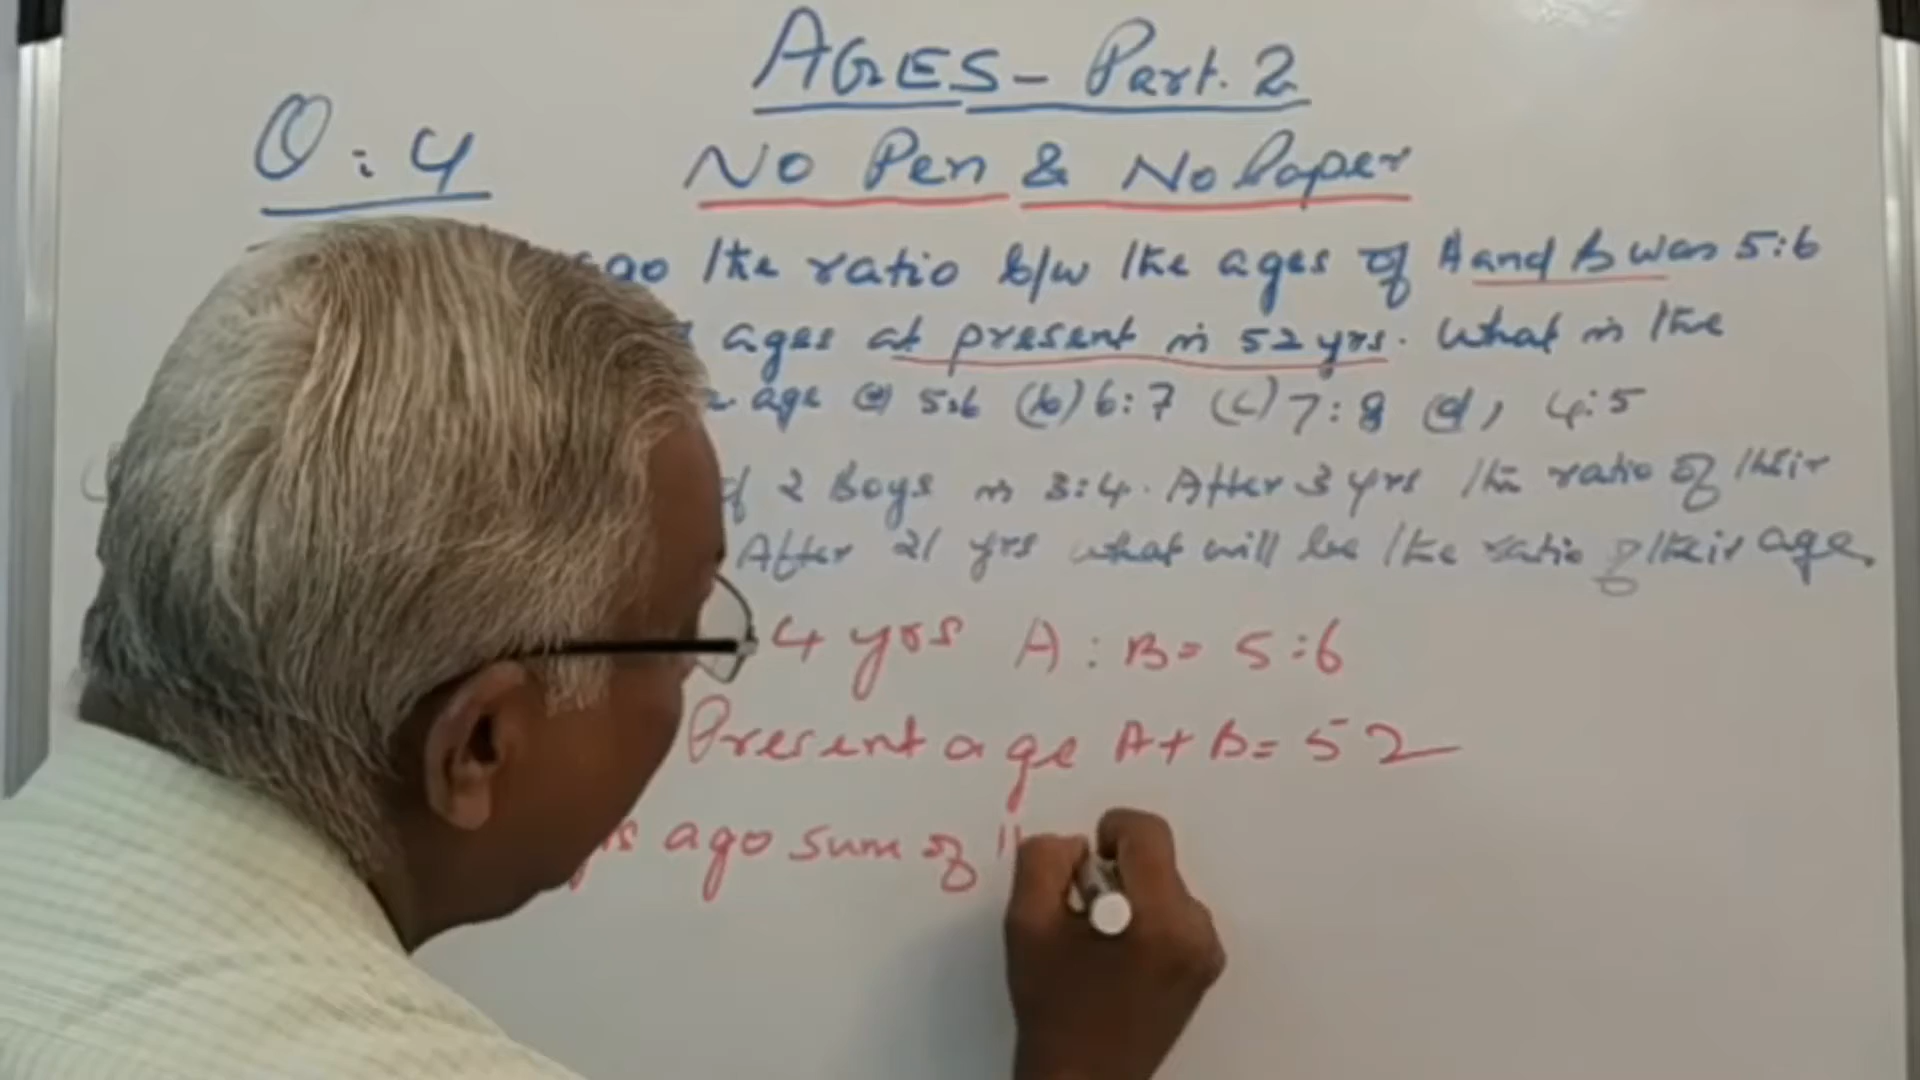 AGES - Part. 2
Q : 4
No Pen & No Paper
ago the ratio b/w the ages of A and B was 5:6
ages at present is 52 yrs. What is the
age (a) 5:6 (b) 6:7 (c) 7:8 (d) 4:5
of 2 Boys is 3:4. After 3 yrs the ratio of their
After 21 yrs what will be the ratio of their age.
4 yrs A : B = 5:6
Present age A + B = 52
ago sum of